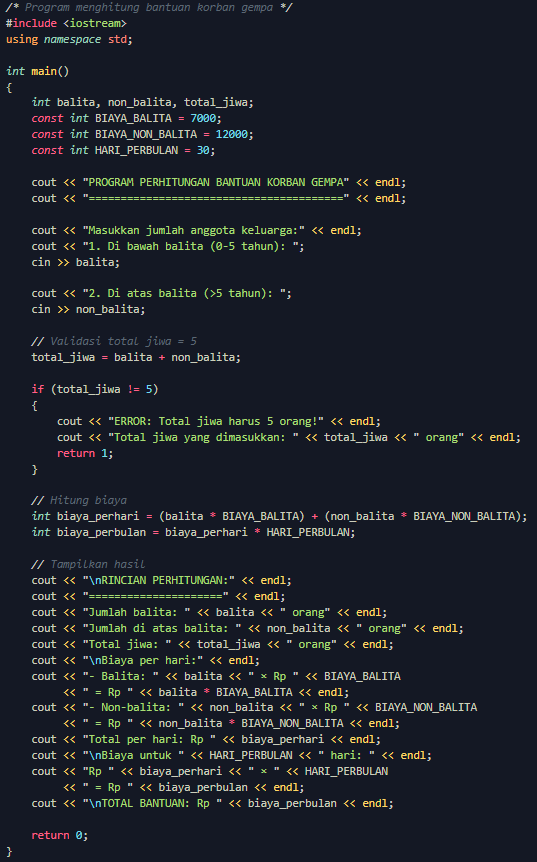 /* Program menghitung bantuan korban gempa */
#include <iostream>
using namespace std;
int main()
{
int balita, non_balita, total_jiwa;
const int BIAYA_BALITA = 7000;
const int BIAYA_NON_BALITA = 12000;
const int HARI_PERBULAN = 30;
cout << "PROGRAM PERHITUNGAN BANTUAN KORBAN GEMPA" << endl;
cout << "========================================" << endl;
cout << "Masukkan jumlah anggota keluarga:" << endl;
cout << "1. Di bawah balita (0-5 tahun): ";
cin >> balita;
cout << "2. Di atas balita (>5 tahun): ";
cin >> non_balita;
// Validasi total jiwa = 5
total_jiwa = balita + non_balita;
if (total_jiwa != 5)
{
cout << "ERROR: Total jiwa harus 5 orang!" << endl;
cout << "Total jiwa yang dimasukkan: " << total_jiwa << " orang" << endl;
return 1;
}
// Hitung biaya
int biaya_perhari = (balita * BIAYA_BALITA) + (non_balita * BIAYA_NON_BALITA);
int biaya_perbulan = biaya_perhari * HARI_PERBULAN;
// Tampilkan hasil
cout << "\nRINCIAN PERHITUNGAN:" << endl;
cout << "=====================" << endl;
cout << "Jumlah balita: " << balita << " orang" << endl;
cout << "Jumlah di atas balita: " << non_balita << " orang" << endl;
cout << "Total jiwa: " << total_jiwa << " orang" << endl;
cout << "\nBiaya per hari:" << endl;
cout << "- Balita: " << balita << " × Rp " << BIAYA_BALITA
<< " = Rp " << balita * BIAYA_BALITA << endl;
cout << "- Non-balita: " << non_balita << " × Rp " << BIAYA_NON_BALITA
<< " = Rp " << non_balita * BIAYA_NON_BALITA << endl;
cout << "Total per hari: Rp " << biaya_perhari << endl;
cout << "\nBiaya untuk " << HARI_PERBULAN << " hari: " << endl;
cout << "Rp " << biaya_perhari << " × " << HARI_PERBULAN
<< " = Rp " << biaya_perbulan << endl;
cout << "\nTOTAL BANTUAN: Rp " << biaya_perbulan << endl;
return 0;
}